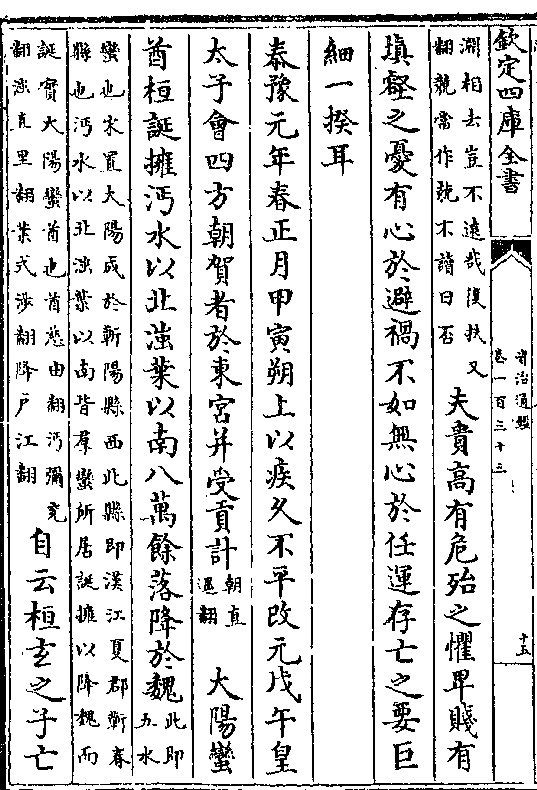 欽定四庫全書
資治通鑑
卷一百三十三
十五
淵相去豈不遠哉復扶又
翻兢當作競不讀曰否
夫貴高有危殆之懼卑賤有
填壑之憂有心於避禍不如無心於任運存亡之要巨
細一揆耳
泰豫元年春正月甲寅朔上以疾久不平改元戊午皇
太子會四方朝賀者於東宮并受貢計
朝直
遥翻
大陽蠻
酋桓誕擁沔水以北滍葉以南八萬餘落降於魏
此即
五水
蠻也宋置大陽戍於蘄陽縣西北縣即漢江夏郡蘄春
縣也沔水以北滍葉以南皆羣蠻所居誕擁以降魏而
誕實大陽蠻酋也酋慈由翻沔彌兖
翻滍直里翻葉式涉翻降户江翻
自云桓玄之子亡